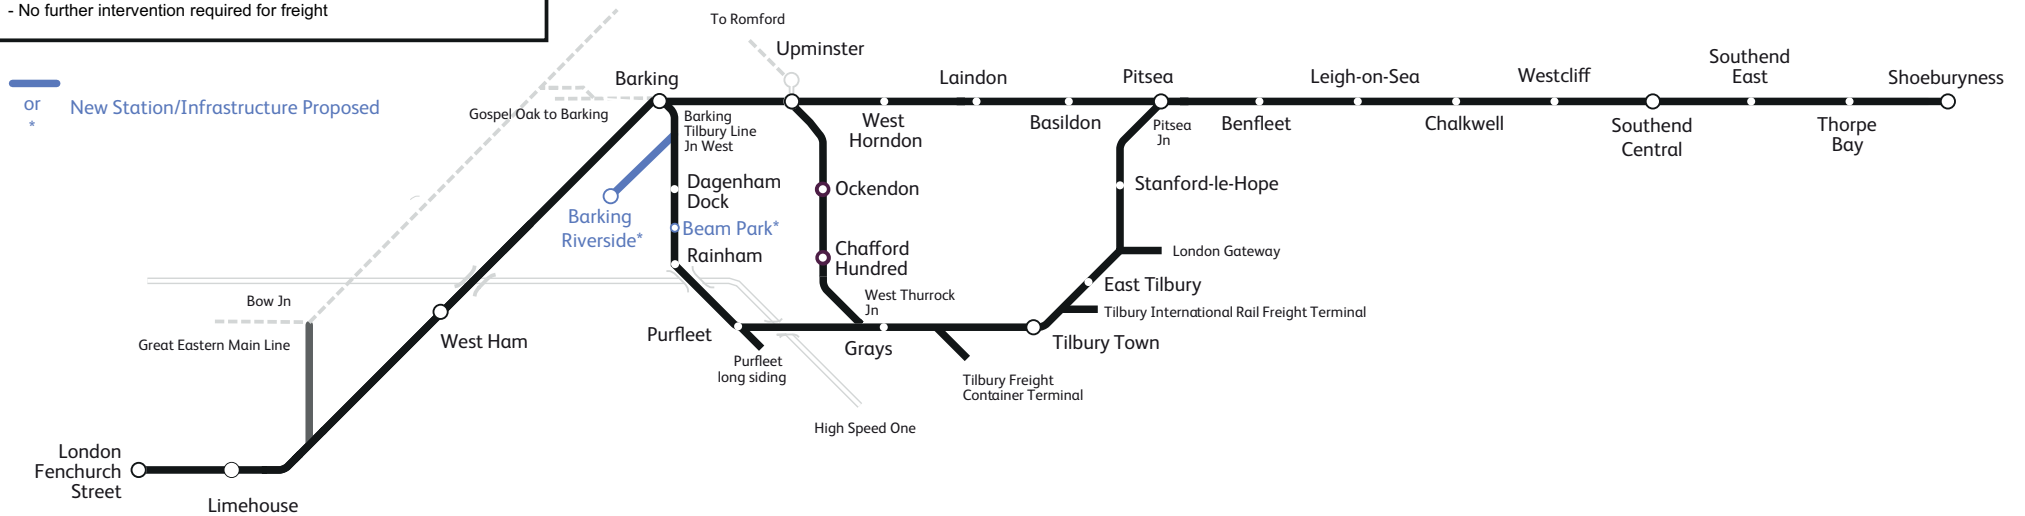 - No further intervention required for freight
or
*
New Station/Infrastructure Proposed
To Romford
Upminster
Barking
Gospel Oak to Barking
Barking
Tilbury Line
Jn West
Laindon
West
Horndon
Basildon
Pitsea
Pitsea
Jn
Benfleet
Leigh-on-Sea
Chalkwell
Westcliff
Southend
Central
Southend
East
Thorpe
Bay
Shoeburyness
Dagenham
Dock
Barking
Riverside*
Beam Park*
Rainham
Ockendon
Chafford
Hundred
West Thurrock
Jn
Stanford-le-Hope
London Gateway
East Tilbury
Tilbury International Rail Freight Terminal
Tilbury Town
Purfleet
Purfleet
long siding
Grays
Tilbury Freight
Container Terminal
High Speed One
Bow Jn
Great Eastern Main Line
West Ham
London
Fenchurch
Street
Limehouse